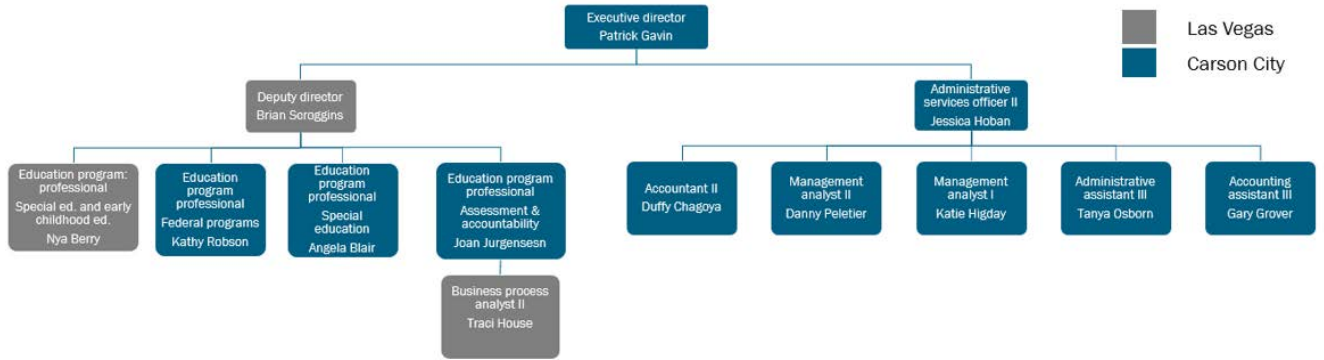 Executive director
Patrick Gavin
Las Vegas
Carson City
Deputy director
Brian Scroggins
Administrative
services officer II
Jessica Hoban
Education program:
professional
Special ed. and early
childhood ed.
Nya Berry
Education
program
professional
Federal programs
Kathy Robson
Education
program
professional
Special
education
Angela Blair
Education program
professional
Assessment &
accountability
Joan Jurgensesn
Accountant II
Duffy Chagoya
Management
analyst II
Danny Peletier
Management
analyst I
Katie Higday
Administrative
assistant III
Tanya Osborn
Accounting
assistant III
Gary Grover
Business process
analyst II
Traci House